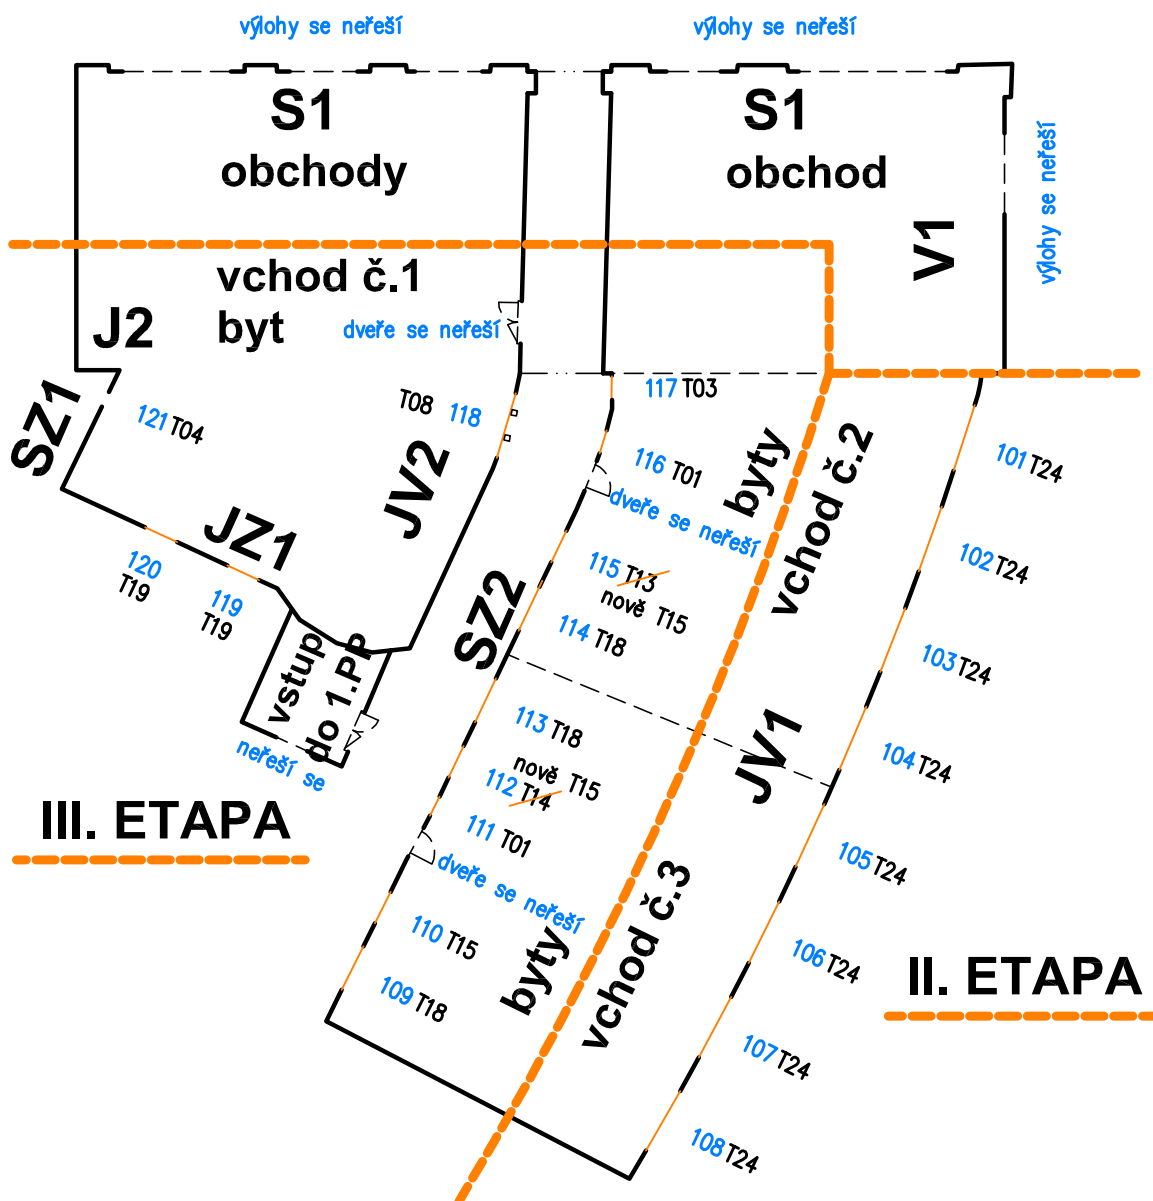 výlohy se neřeší
výlohy se neřeší
S1
S1
obchody
obchod
výlohy se neřeší
V1
vchod č.1
byt
J2
dveře se neřeší
SZ1
121 T04
T08 118
JV2
117 T03
116 T01
dveře se neřeší
byty
vchod č.2
101 T24
JZ1
120
T19
119
T19
SZ2
115 T13
nově T15
114 T18
102 T24
103 T24
vstup
do 1.PP
neřeší se
113 T18
nově T15
112 T14
111 T01
dveře se neřeší
JV1
104 T24
III. ETAPA
105 T24
byty
vchod č.3
110 T15
109 T18
106 T24
II. ETAPA
107 T24
108 T24